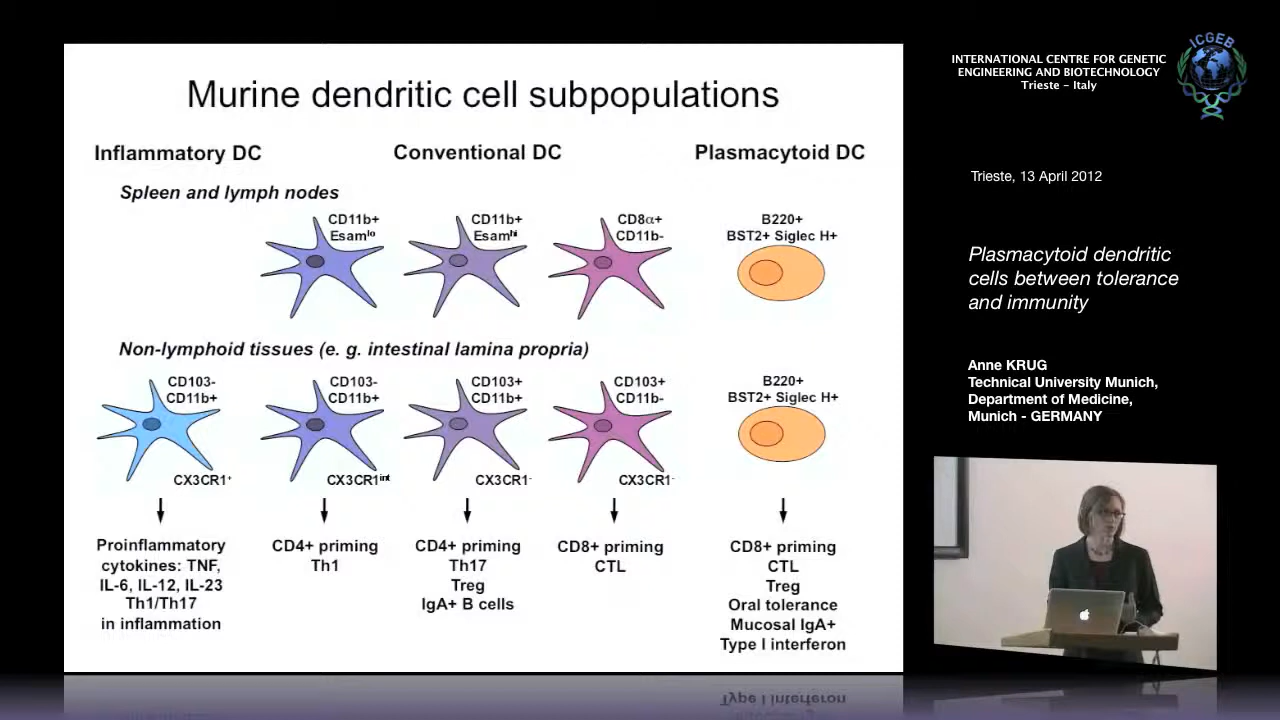 Murine dendritic cell subpopulations
Inflammatory DC
Conventional DC
Plasmacytoid DC
Spleen and lymph nodes
CD11b+
Esamlo
CD11b+
Esamhi
CD8α+
CD11b-
B220+
BST2+ Siglec H+
Non-lymphoid tissues (e. g. intestinal lamina propria)
CD103-
CD11b+
CX3CR1+
CD103-
CD11b+
CX3CR1int
CD103+
CD11b+
CX3CR1-
CD103+
CD11b-
CX3CR1-
B220+
BST2+ Siglec H+
Proinflammatory
cytokines: TNF,
IL-6, IL-12, IL-23
Th1/Th17
in inflammation
CD4+ priming
Th1
CD4+ priming
Th17
Treg
IgA+ B cells
CD8+ priming
CTL
CD8+ priming
CTL
Treg
Oral tolerance
Mucosal IgA+
Type I interferon
INTERNATIONAL CENTRE FOR GENETIC
ENGINEERING AND BIOTECHNOLOGY
Trieste - Italy
ICGEB
Trieste, 13 April 2012
Plasmacytoid dendritic
cells between tolerance
and immunity
Anne KRUG
Technical University Munich,
Department of Medicine,
Munich - GERMANY